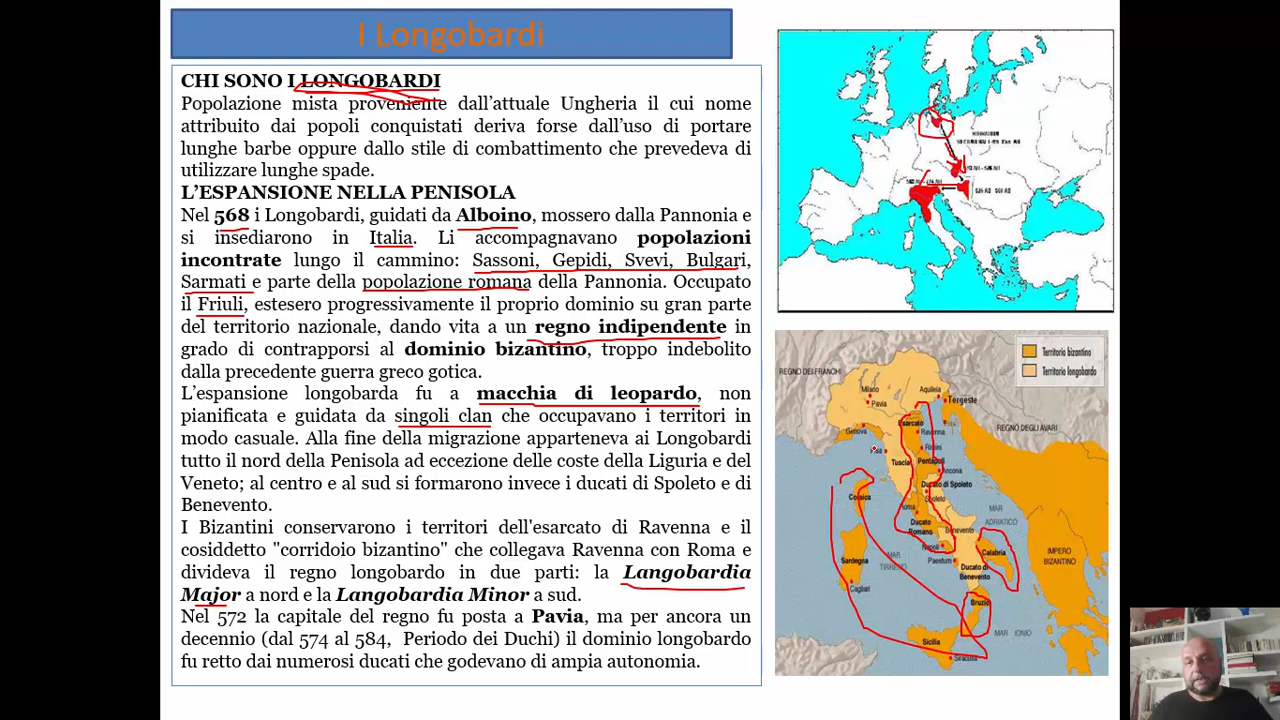 I Longobardi
CHI SONO I LONGOBARDI
Popolazione mista proveniente dall'attuale Ungheria il cui nome
attribuito dai popoli conquistati deriva forse dall'uso di portare
lunghe barbe oppure dallo stile di combattimento che prevedeva di
utilizzare lunghe spade.
L'ESPANSIONE NELLA PENISOLA
Nel 568 i Longobardi, guidati da Alboino, mossero dalla Pannonia e
si insediarono in Italia. Li accompagnavano popolazioni
incontrate lungo il cammino: Sassoni, Gepidi, Svevi, Bulgari,
Sarmati e parte della popolazione romana della Pannonia. Occupato
il Friuli, estesero progressivamente il proprio dominio su gran parte
del territorio nazionale, dando vita a un regno indipendente in
grado di contrapporsi al dominio bizantino, troppo indebolito
dalla precedente guerra greco gotica.
L'espansione longobarda fu a macchia di leopardo, non
pianificata e guidata da singoli clan che occupavano i territori in
modo casuale. Alla fine della migrazione apparteneva ai Longobardi
tutto il nord della Penisola ad eccezione delle coste della Liguria e del
Veneto; al centro e al sud si formarono invece i ducati di Spoleto e di
Benevento.
I Bizantini conservarono i territori dell'esarcato di Ravenna e il
cosiddetto "corridoio bizantino" che collegava Ravenna con Roma e
divideva il regno longobardo in due parti: la Langobardia
Major a nord e la Langobardia Minor a sud.
Nel 572 la capitale del regno fu posta a Pavia, ma per ancora un
decennio (dal 574 al 584, Periodo dei Duchi) il dominio longobardo
fu retto dai numerosi ducati che godevano di ampia autonomia.
Territorio bizantino
Territorio longobardo
REGNO DEI FRANCHI
Milano
Pavia
Aquileia
Tergeste
Genova
Esarcato
Ravenna
REGNO DEGLI AVARI
Rimini
Tuscia
Pentapoli
Ancona
Ducato di Spoleto
Spoleto
Corsica
Roma
Ducato
Romano
Benevento
MAR
ADRIATICO
Napoli
Calabria
Sardegna
MAR
TIRRENO
Paestum
Ducato di
Benevento
IMPERO
BIZANTINO
Cagliari
Bruzio
MAR IONIO
Sicilia
Siracusa